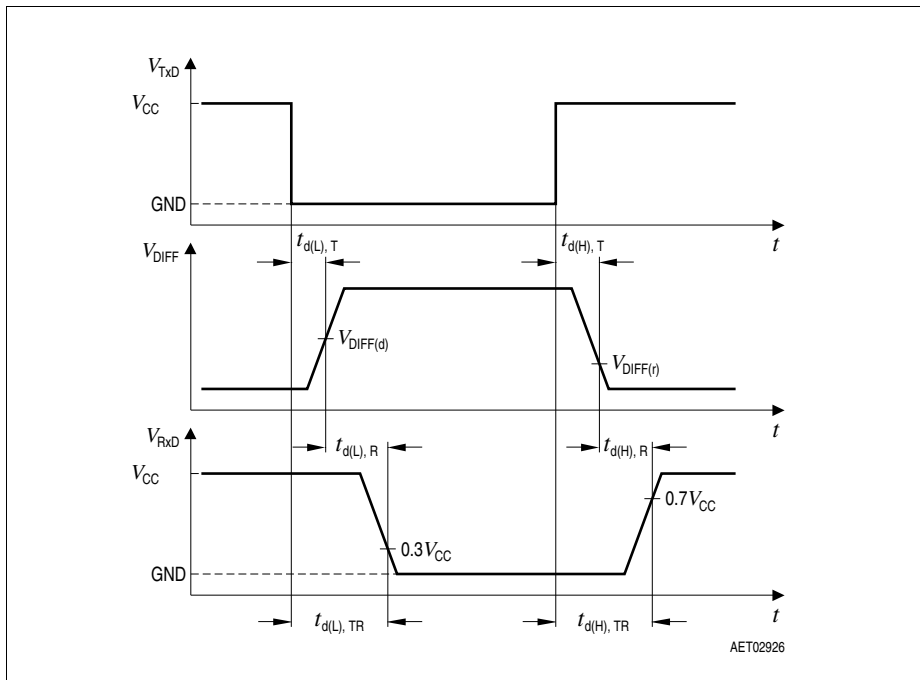 V_TxD
V_CC
GND
t
t_d(L), T
t_d(H), T
V_DIFF
V_DIFF(d)
V_DIFF(r)
t
t_d(L), R
t_d(H), R
V_RxD
V_CC
0.7V_CC
0.3V_CC
GND
t
t_d(L), TR
t_d(H), TR
AET02926